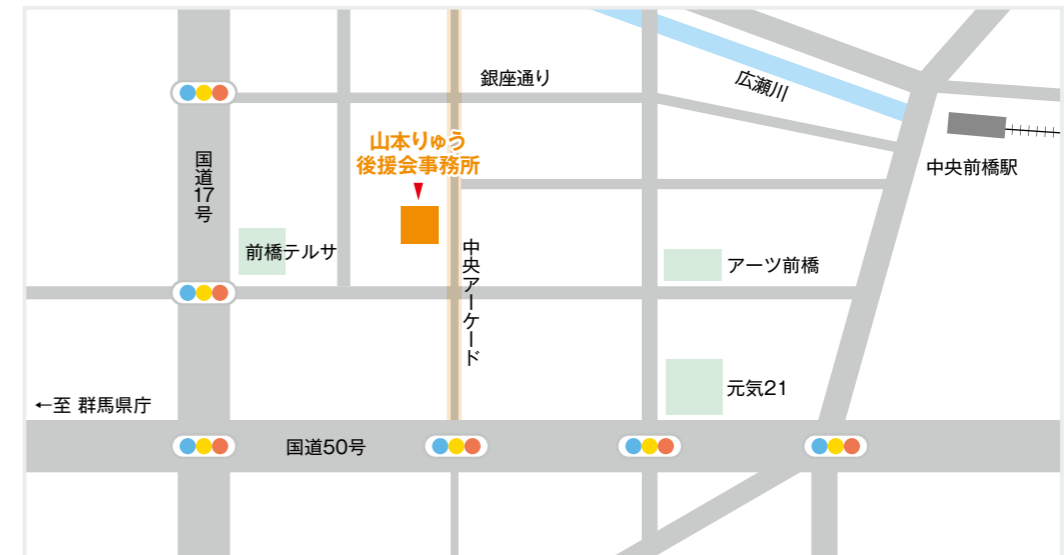 銀座通り
広瀬川
山本りゅう
後援会事務所
国道17号
中央前橋駅
前橋テルサ
中央アーケード
アーツ前橋
元気21
←至 群馬県庁
国道50号